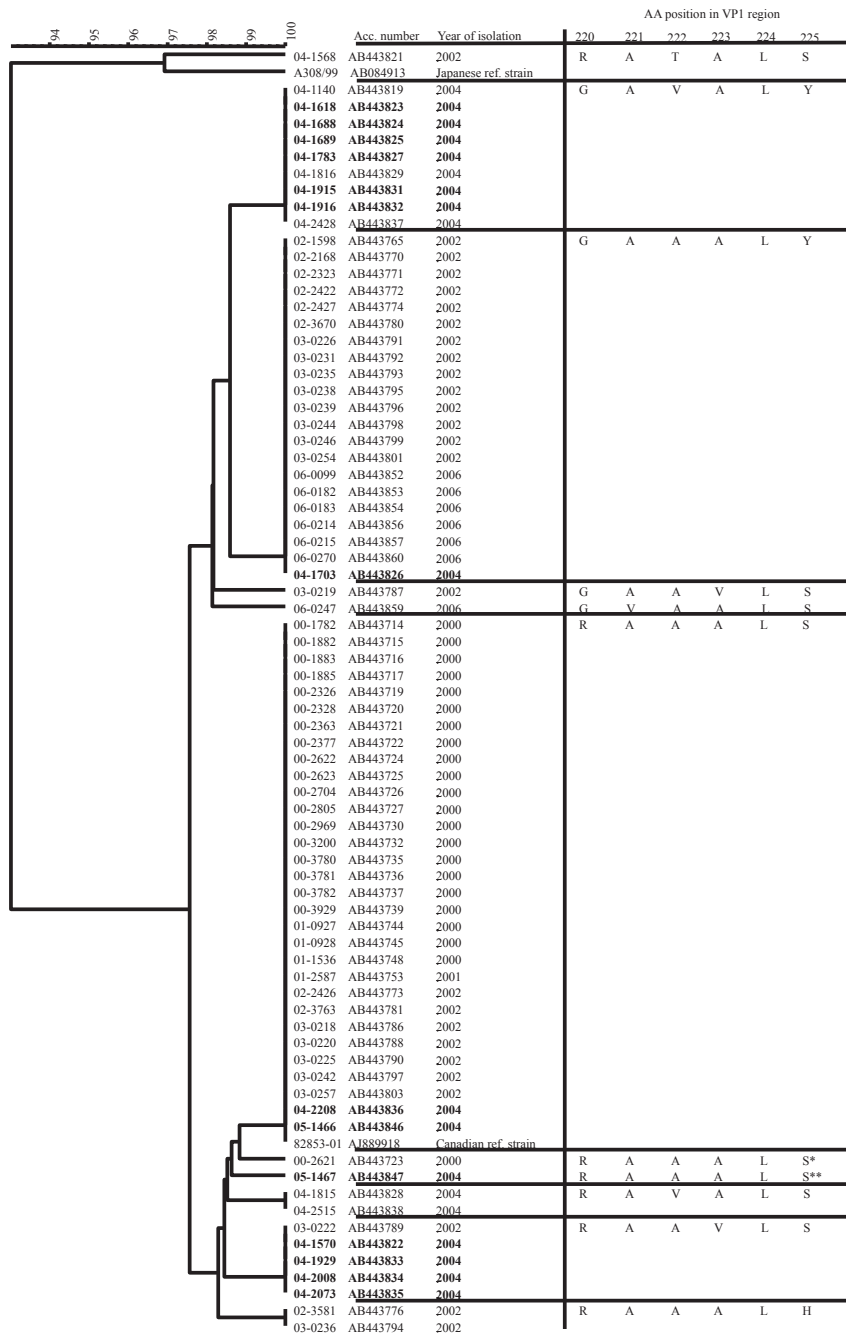 AA position in VP1 region
94 95 96 97 98 99 100 Acc. number Year of isolation 220 221 222 223 224 225
04-1568 AB443821 2002 R A T A L S
A308/99 AB084913 Japanese ref. strain
04-1140 AB443819 2004 G A V A L Y
04-1618 AB443823 2004
04-1688 AB443824 2004
04-1689 AB443825 2004
04-1783 AB443827 2004
04-1816 AB443829 2004
04-1915 AB443831 2004
04-1916 AB443832 2004
04-2428 AB443837 2004
02-1598 AB443765 2002 G A A A L Y
02-2168 AB443770 2002
02-2323 AB443771 2002
02-2422 AB443772 2002
02-2427 AB443774 2002
02-3670 AB443780 2002
03-0226 AB443791 2002
03-0231 AB443792 2002
03-0235 AB443793 2002
03-0238 AB443795 2002
03-0239 AB443796 2002
03-0244 AB443798 2002
03-0246 AB443799 2002
03-0254 AB443801 2002
06-0099 AB443852 2006
06-0182 AB443853 2006
06-0183 AB443854 2006
06-0214 AB443856 2006
06-0215 AB443857 2006
06-0270 AB443860 2006
04-1703 AB443826 2004
03-0219 AB443787 2002 G A A V L S
06-0247 AB443859 2006 G V A A L S
00-1782 AB443714 2000 R A A A L S
00-1882 AB443715 2000
00-1883 AB443716 2000
00-1885 AB443717 2000
00-2326 AB443719 2000
00-2328 AB443720 2000
00-2363 AB443721 2000
00-2377 AB443722 2000
00-2622 AB443724 2000
00-2623 AB443725 2000
00-2704 AB443726 2000
00-2805 AB443727 2000
00-2969 AB443730 2000
00-3200 AB443732 2000
00-3780 AB443735 2000
00-3781 AB443736 2000
00-3782 AB443737 2000
00-3929 AB443739 2000
01-0927 AB443744 2000
01-0928 AB443745 2000
01-1536 AB443748 2000
01-2587 AB443753 2001
02-2426 AB443773 2002
02-3763 AB443781 2002
03-0218 AB443786 2002
03-0220 AB443788 2002
03-0225 AB443790 2002
03-0242 AB443797 2002
03-0257 AB443803 2002
04-2208 AB443836 2004
05-1466 AB443846 2004
82853-01 AJ889918 Canadian ref. strain
00-2621 AB443723 2000 R A A A L S*
05-1467 AB443847 2004 R A A A L S**
04-1815 AB443828 2004 R A V A L S
04-2515 AB443838 2004
03-0222 AB443789 2002 R A A V L S
04-1570 AB443822 2004
04-1929 AB443833 2004
04-2008 AB443834 2004
04-2073 AB443835 2004
02-3581 AB443776 2002 R A A A L H
03-0236 AB443794 2002